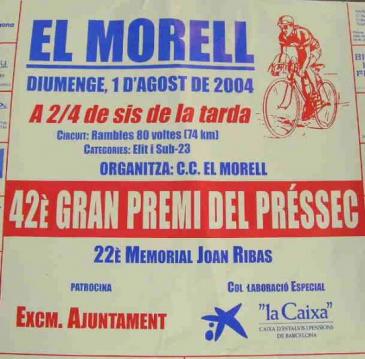 EL MORELL
DIUMENGE, 1 D'AGOST DE 2004
A 2/4 de sis de la tarda
CIRCUIT: Rambles 80 voltes (74 km)
CATEGORIES: Elit i Sub-23
ORGANITZA: C.C. EL MORELL
42È GRAN PREMI DEL PRÉSSEC
22È MEMORIAL JOAN RIBAS
PATROCINA
EXCM. AJUNTAMENT
COL·LABORACIÓ ESPECIAL
"la Caixa"
CAIXA D'ESTALVIS I PENSIONS
DE BARCELONA